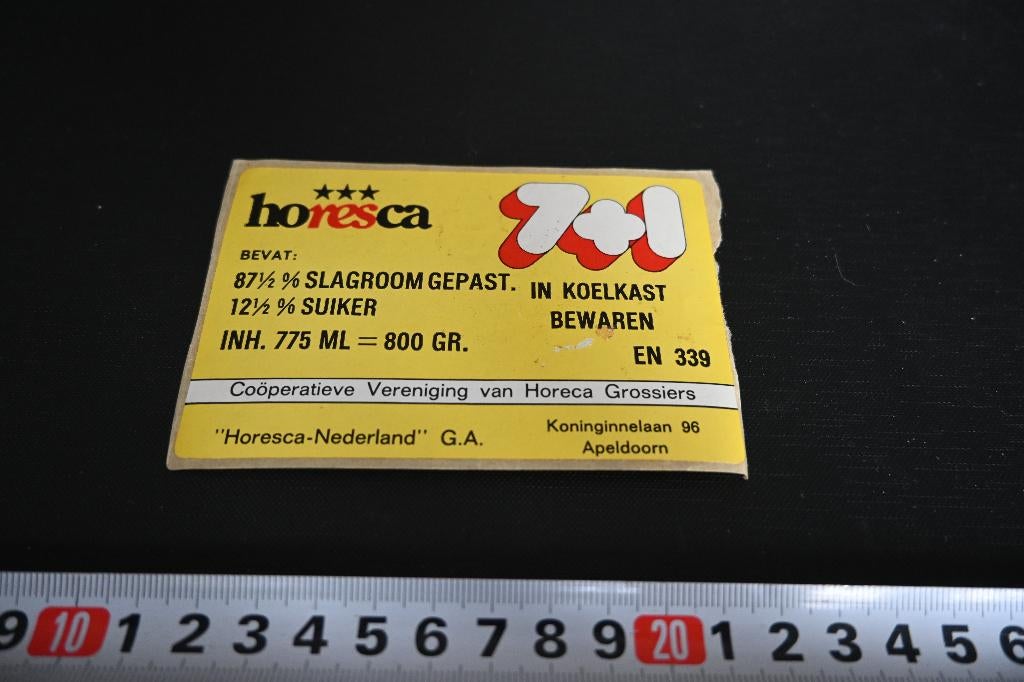 ★★★
horesca
7+1
BEVAT:
87½ % SLAGROOM GEPAST.
12½ % SUIKER
INH. 775 ML = 800 GR.
IN KOELKAST
BEWAREN
EN 339
Coöperatieve Vereniging van Horeca Grossiers
"Horesca-Nederland" G.A.
Koninginnelaan 96
Apeldoorn
9 10 1 2 3 4 5 6 7 8 9 20 1 2 3 4 5 6